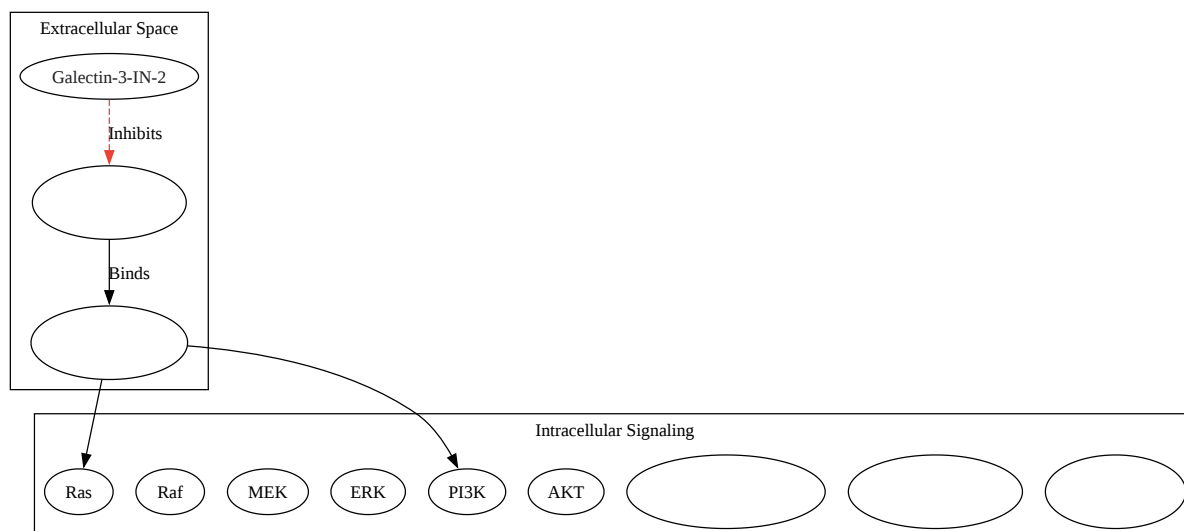 Extracellular Space
Galectin-3-IN-2
Inhibits
Binds
Intracellular Signaling
Ras
Raf
MEK
ERK
PI3K
AKT